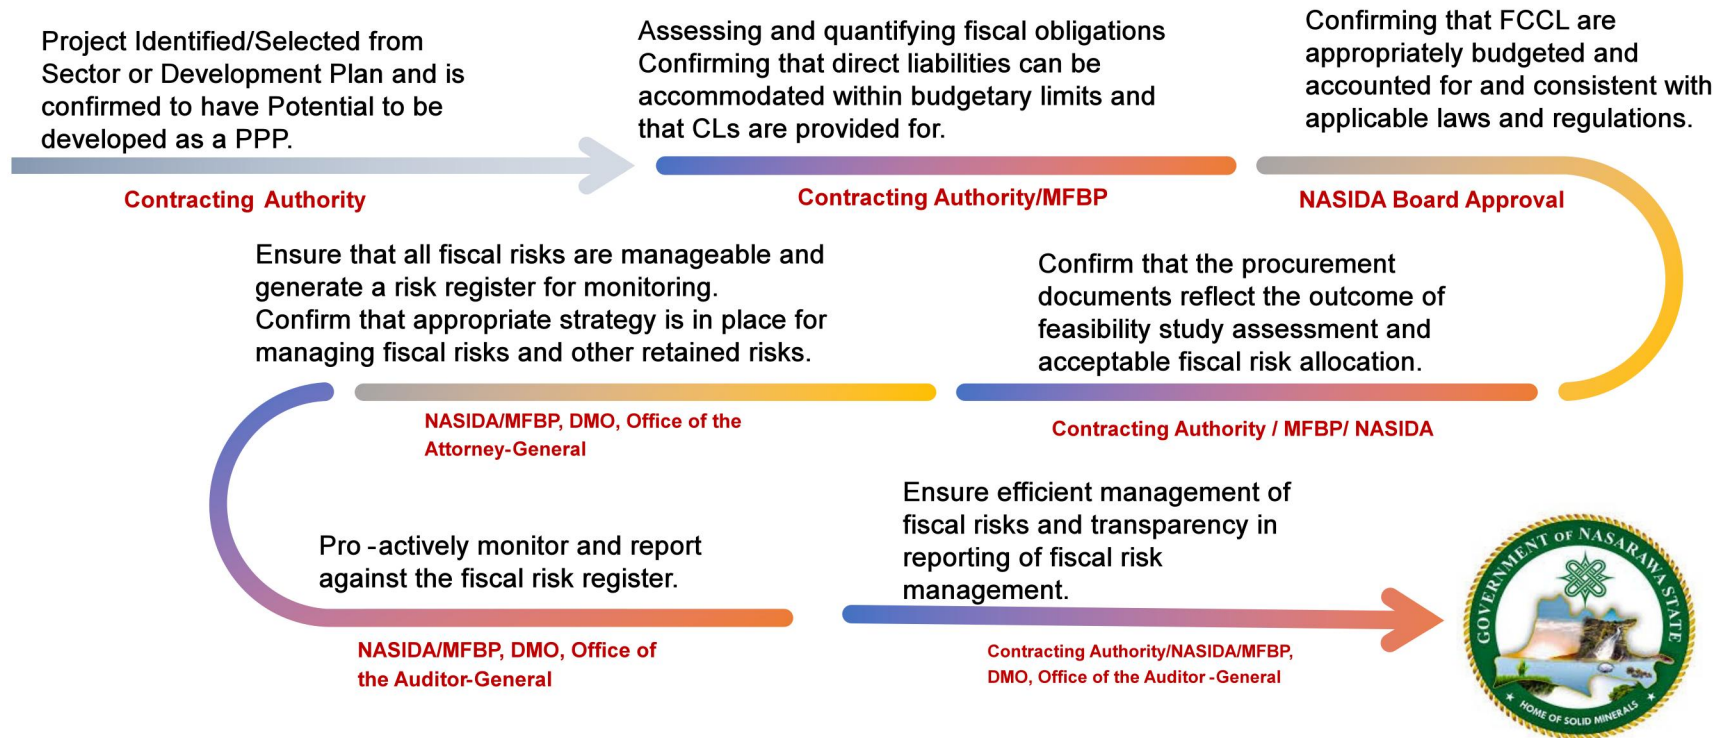 Project Identified/Selected from
Sector or Development Plan and is
confirmed to have Potential to be
developed as a PPP.
Contracting Authority
Assessing and quantifying fiscal obligations
Confirming that direct liabilities can be
accommodated within budgetary limits and
that CLs are provided for.
Contracting Authority/MFBP
Confirming that FCCL are
appropriately budgeted and
accounted for and consistent with
applicable laws and regulations.
NASIDA Board Approval
Confirm that the procurement
documents reflect the outcome of
feasibility study assessment and
acceptable fiscal risk allocation.
Contracting Authority / MFBP/ NASIDA
Ensure that all fiscal risks are manageable and
generate a risk register for monitoring.
Confirm that appropriate strategy is in place for
managing fiscal risks and other retained risks.
NASIDA/MFBP, DMO, Office of the
Attorney-General
Pro -actively monitor and report
against the fiscal risk register.
NASIDA/MFBP, DMO, Office of
the Auditor-General
Ensure efficient management of
fiscal risks and transparency in
reporting of fiscal risk
management.
Contracting Authority/NASIDA/MFBP,
DMO, Office of the Auditor -General
GOVERNMENT OF NASARAWA STATE
HOME OF SOLID MINERALS